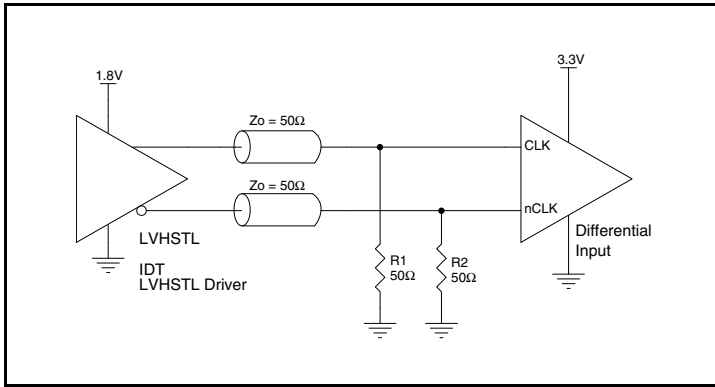 1.8V
3.3V
Zo = 50Ω
CLK
Zo = 50Ω
nCLK
LVHSTL
IDT
LVHSTL Driver
R1
50Ω
R2
50Ω
Differential
Input